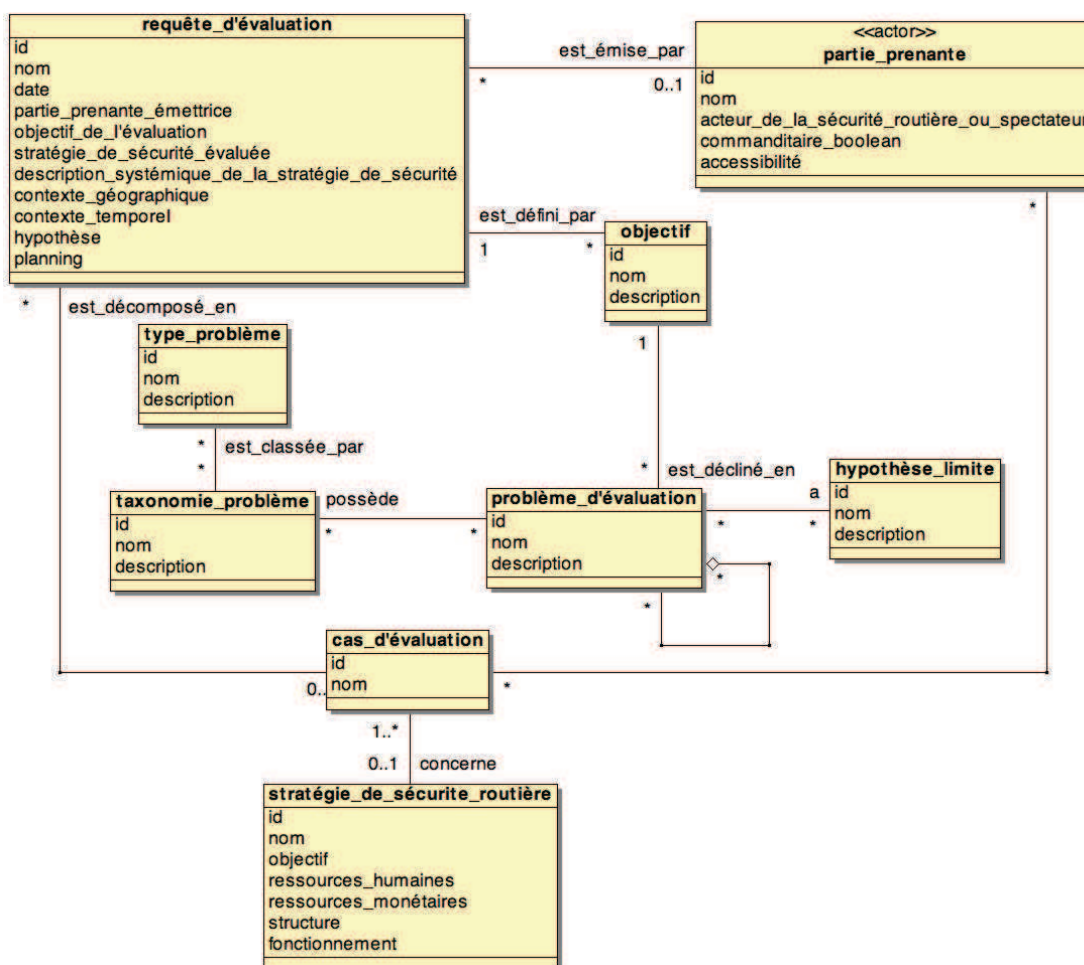 requête_d'évaluation
id
nom
date
partie_prenante_émettrice
objectif_de_l'évaluation
stratégie_de_sécurité_évaluée
description_systémique_de_la_stratégie_de_sécurité
contexte_géographique
contexte_temporel
hypothèse
planning
est_émise_par
*
0..1
<<actor>>
partie_prenante
id
nom
acteur_de_la_sécurité_routière_ou_spectateur
commanditaire_boolean
accessibilité
*
est_défini_par
1
*
objectif
id
nom
description
1
*
est_décomposé_en
type_problème
id
nom
description
*
est_classée_par
*
taxonomie_problème
id
nom
description
possède
*
*
*
est_décliné_en
problème_d'évaluation
id
nom
description
a
*
*
hypothèse_limite
id
nom
description
*
*
cas_d'évaluation
id
nom
0..
*
1..*
0..1
concerne
stratégie_de_sécurite_routière
id
nom
objectif
ressources_humaines
ressources_monétaires
structure
fonctionnement